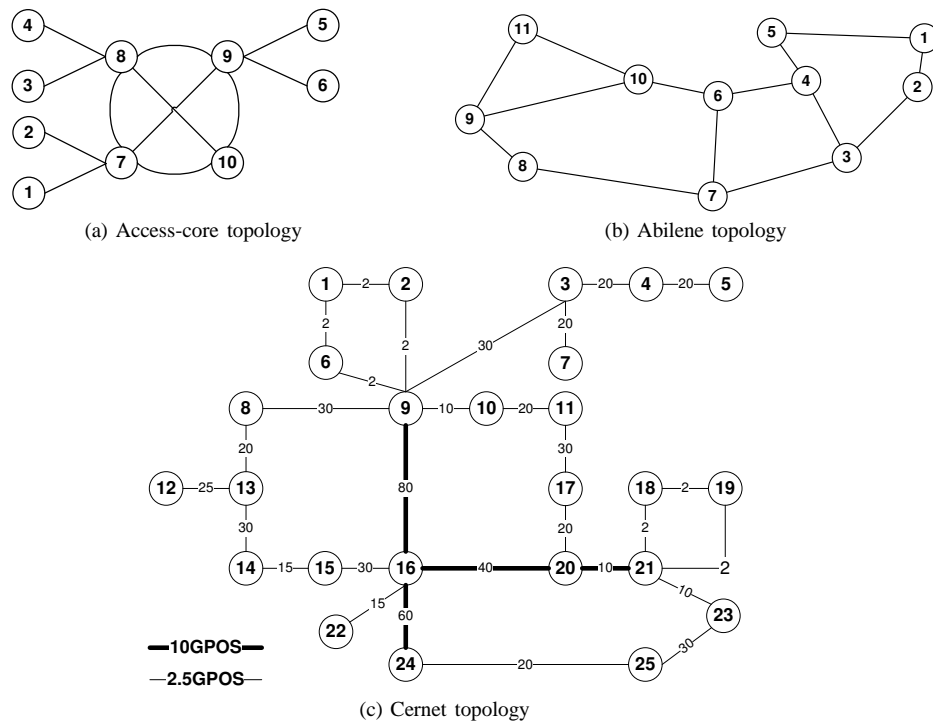 4 5 11 5 1
8 9
10 4 2
3 6 6
9
2 8 3
7 10 7
1
(a) Access-core topology (b) Abilene topology
1 2 2 3 20 4 20 5
2 2 30 20
6 2 7
8 30 9 10 10 20 11
20 30
12 25 13 80 17 18 2 19
30 20 2
14 15 15 30 16 40 20 10 21 2
15 60 10 23
22 30
10GPOS 24 20 25
2.5GPOS
(c) Cernet topology